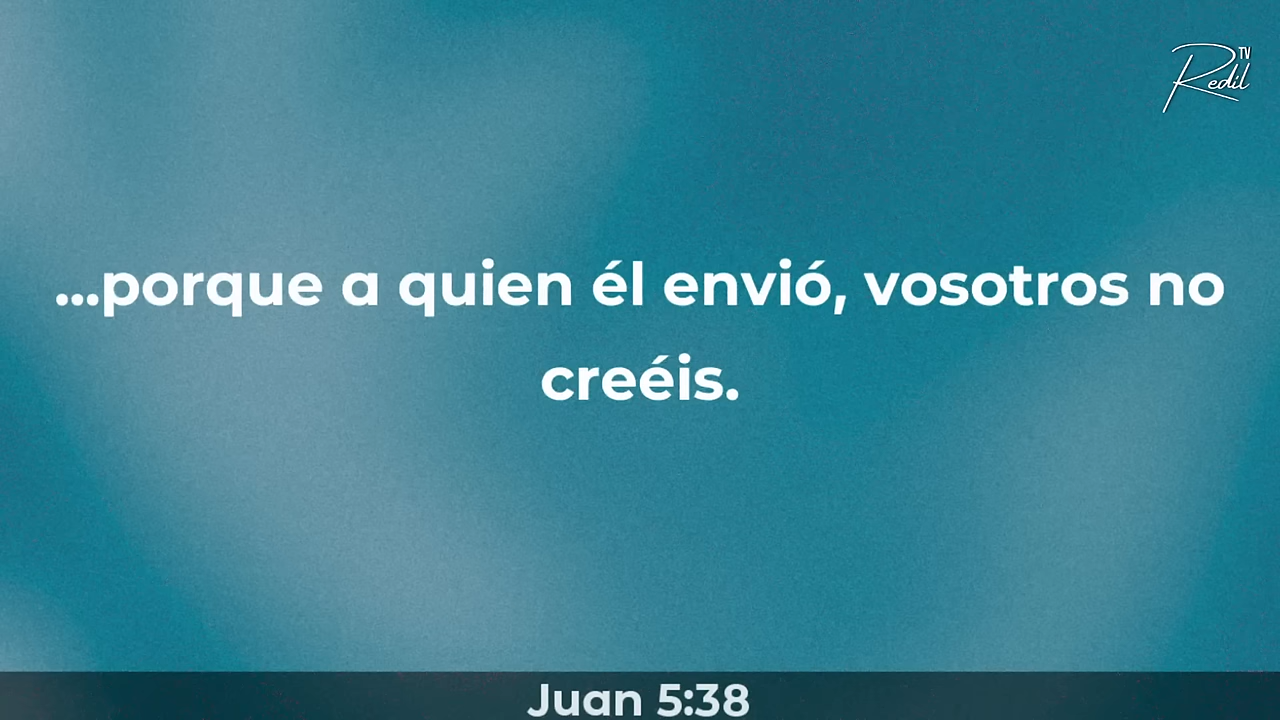 Redil TV
...porque a quien él envió, vosotros no
creéis.
Juan 5:38